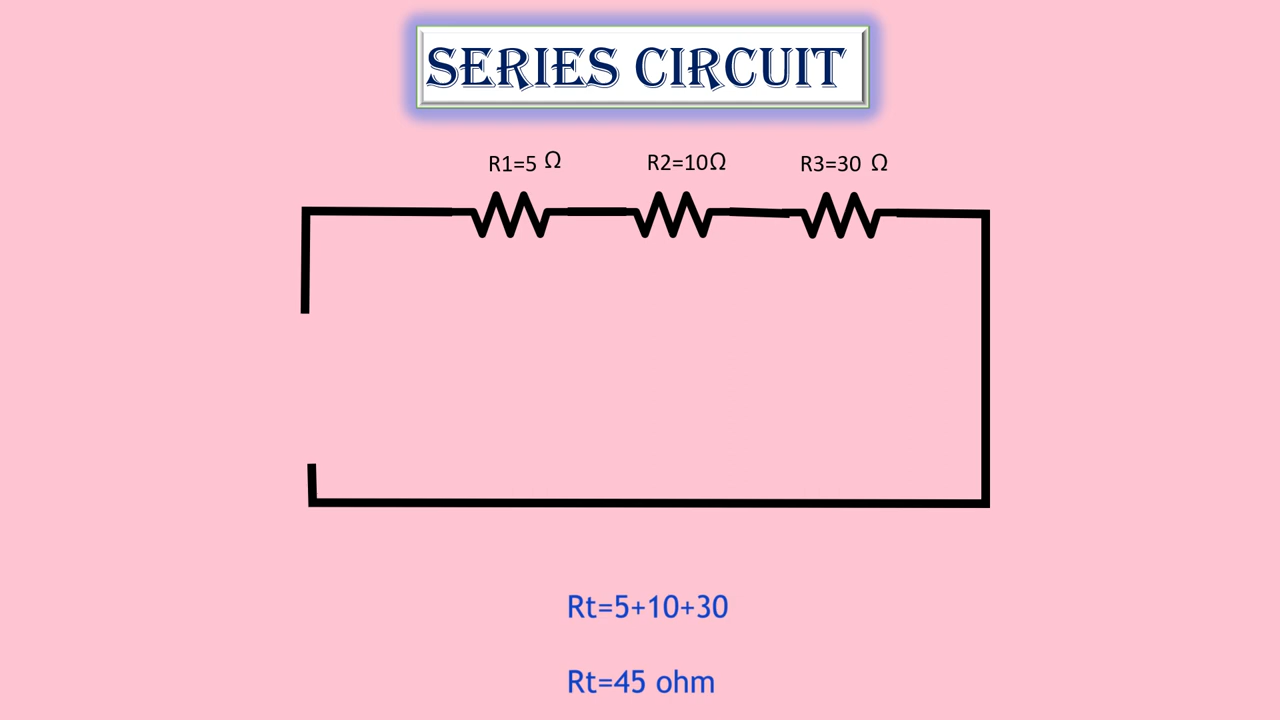 SERIES CIRCUIT
R1=5 Ω R2=10Ω R3=30 Ω
Rt=5+10+30
Rt=45 ohm